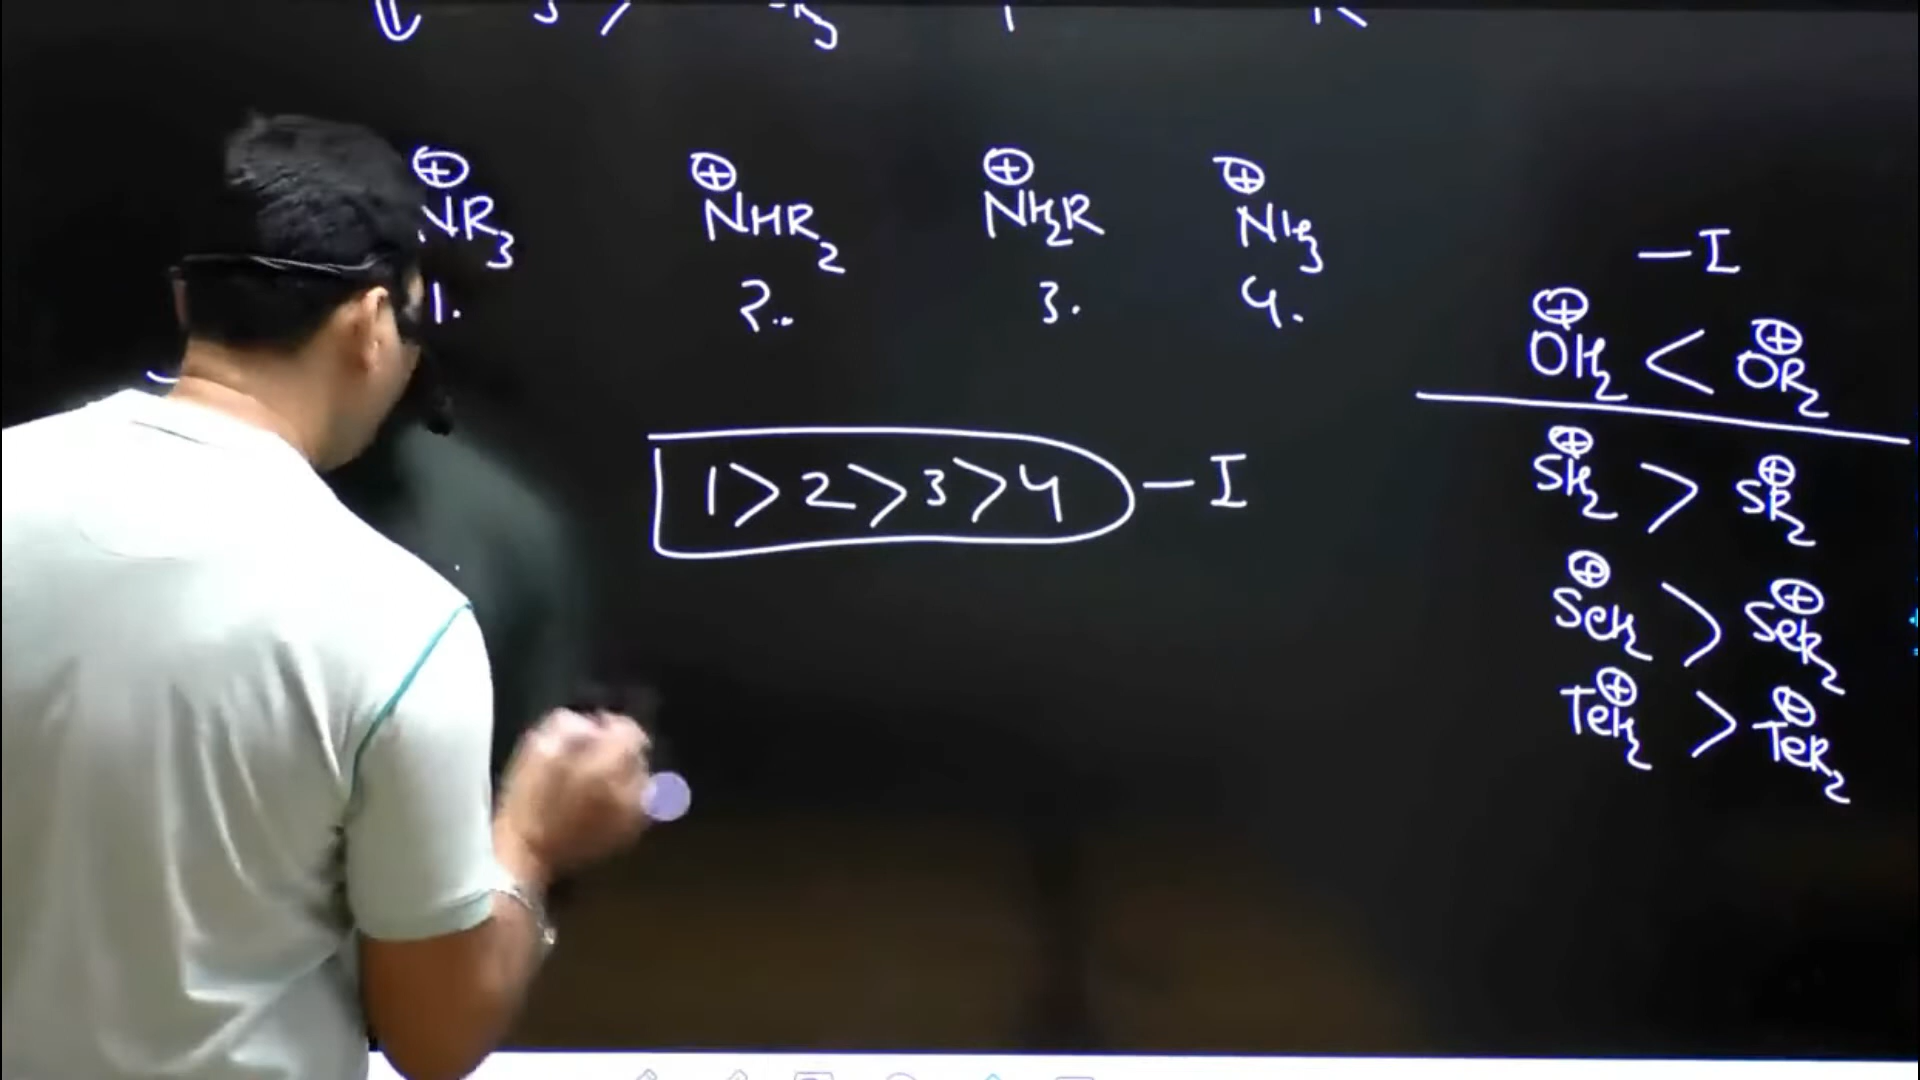 ⊕NR₃ ⊕NHR₂ ⊕NH₂R ⊕NH₃
1. 2.. 3. 4.
1>2>3>4 –I
–I
⊕OH₂ < ⊕OR₂
⊕SH₂ > ⊕SR₂
⊕SeH₂ > ⊕SeR₂
⊕TeH₂ > ⊕TeR₂